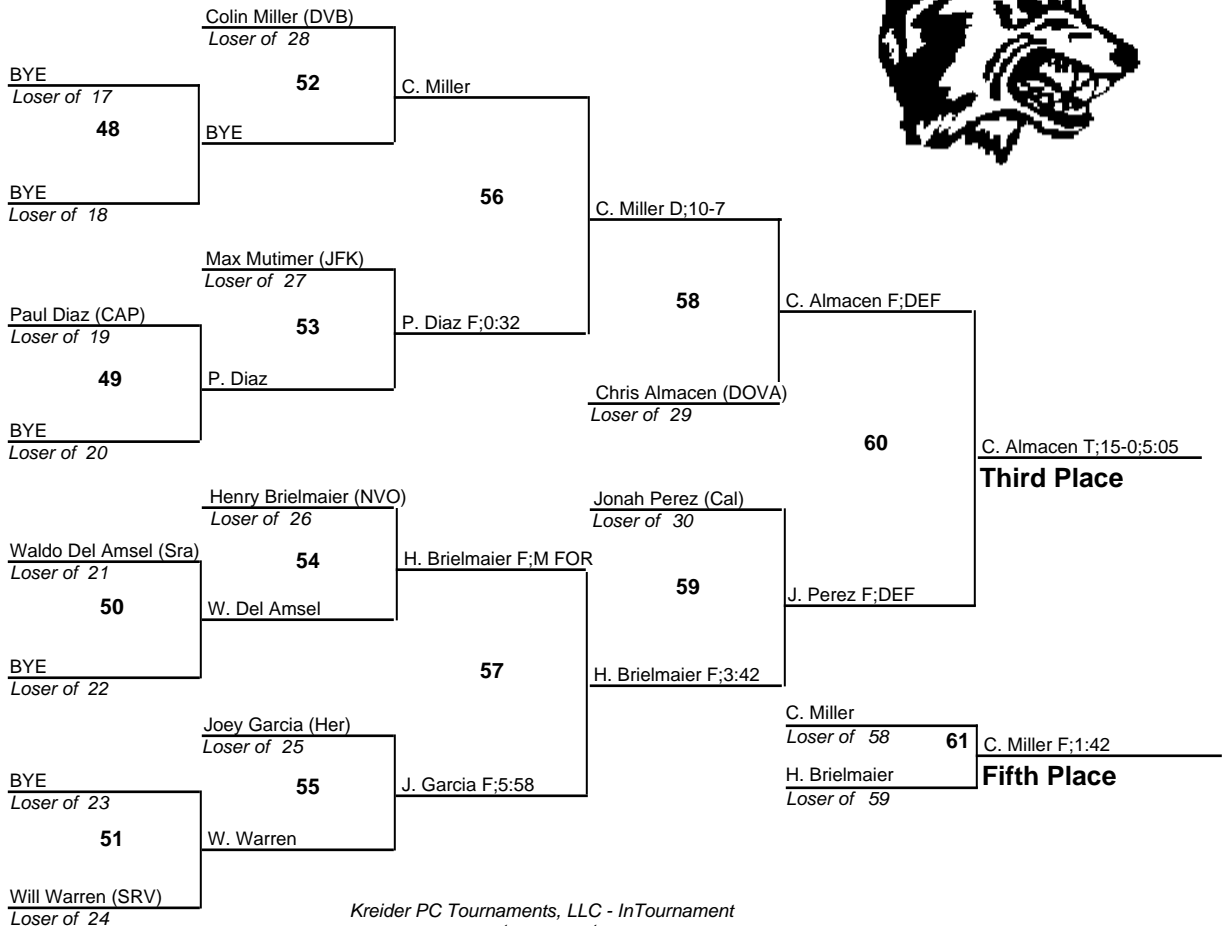 Colin Miller (DVB)
Loser of 28
BYE
Loser of 17
52
C. Miller
48
BYE
BYE
Loser of 18
56
C. Miller D;10-7
Max Mutimer (JFK)
Loser of 27
Paul Diaz (CAP)
Loser of 19
53
P. Diaz F;0:32
58
C. Almacen F;DEF
49
P. Diaz
Chris Almacen (DOVA)
Loser of 29
BYE
Loser of 20
60
C. Almacen T;15-0;5:05
Third Place
Henry Brielmaier (NVO)
Loser of 26
Jonah Perez (Cal)
Loser of 30
Waldo Del Amsel (Sra)
Loser of 21
54
H. Brielmaier F;M FOR
59
J. Perez F;DEF
50
W. Del Amsel
BYE
Loser of 22
57
H. Brielmaier F;3:42
Joey Garcia (Her)
Loser of 25
C. Miller
Loser of 58
61
C. Miller F;1:42
Fifth Place
H. Brielmaier
Loser of 59
BYE
Loser of 23
55
J. Garcia F;5:58
51
W. Warren
Will Warren (SRV)
Loser of 24
Kreider PC Tournaments, LLC - InTournament